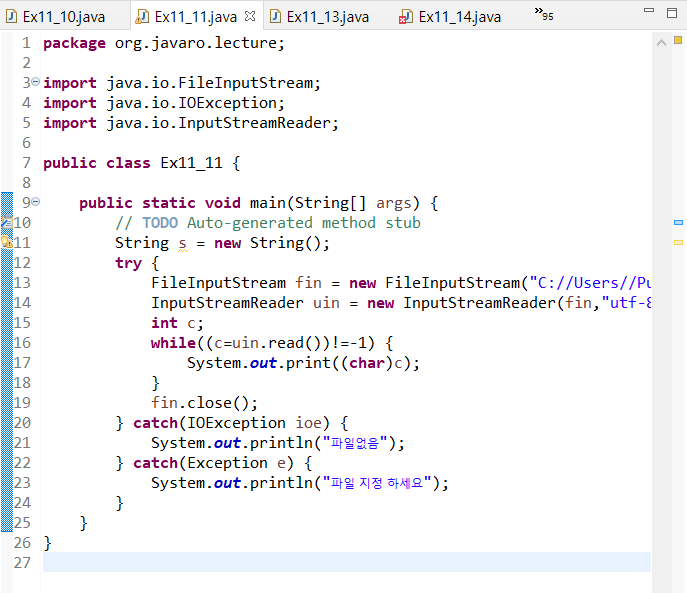 Ex11_10.java Ex11_11.java Ex11_13.java Ex11_14.java »95
1 package org.javaro.lecture;
2
3 import java.io.FileInputStream;
4 import java.io.IOException;
5 import java.io.InputStreamReader;
6
7 public class Ex11_11 {
8
9 public static void main(String[] args) {
10 // TODO Auto-generated method stub
11 String s = new String();
12 try {
13 FileInputStream fin = new FileInputStream("C://Users//Pu
14 InputStreamReader uin = new InputStreamReader(fin,"utf-8
15 int c;
16 while((c=uin.read())!=-1) {
17 System.out.print((char)c);
18 }
19 fin.close();
20 } catch(IOException ioe) {
21 System.out.println("파일없음");
22 } catch(Exception e) {
23 System.out.println("파일 지정 하세요");
24 }
25 }
26 }
27